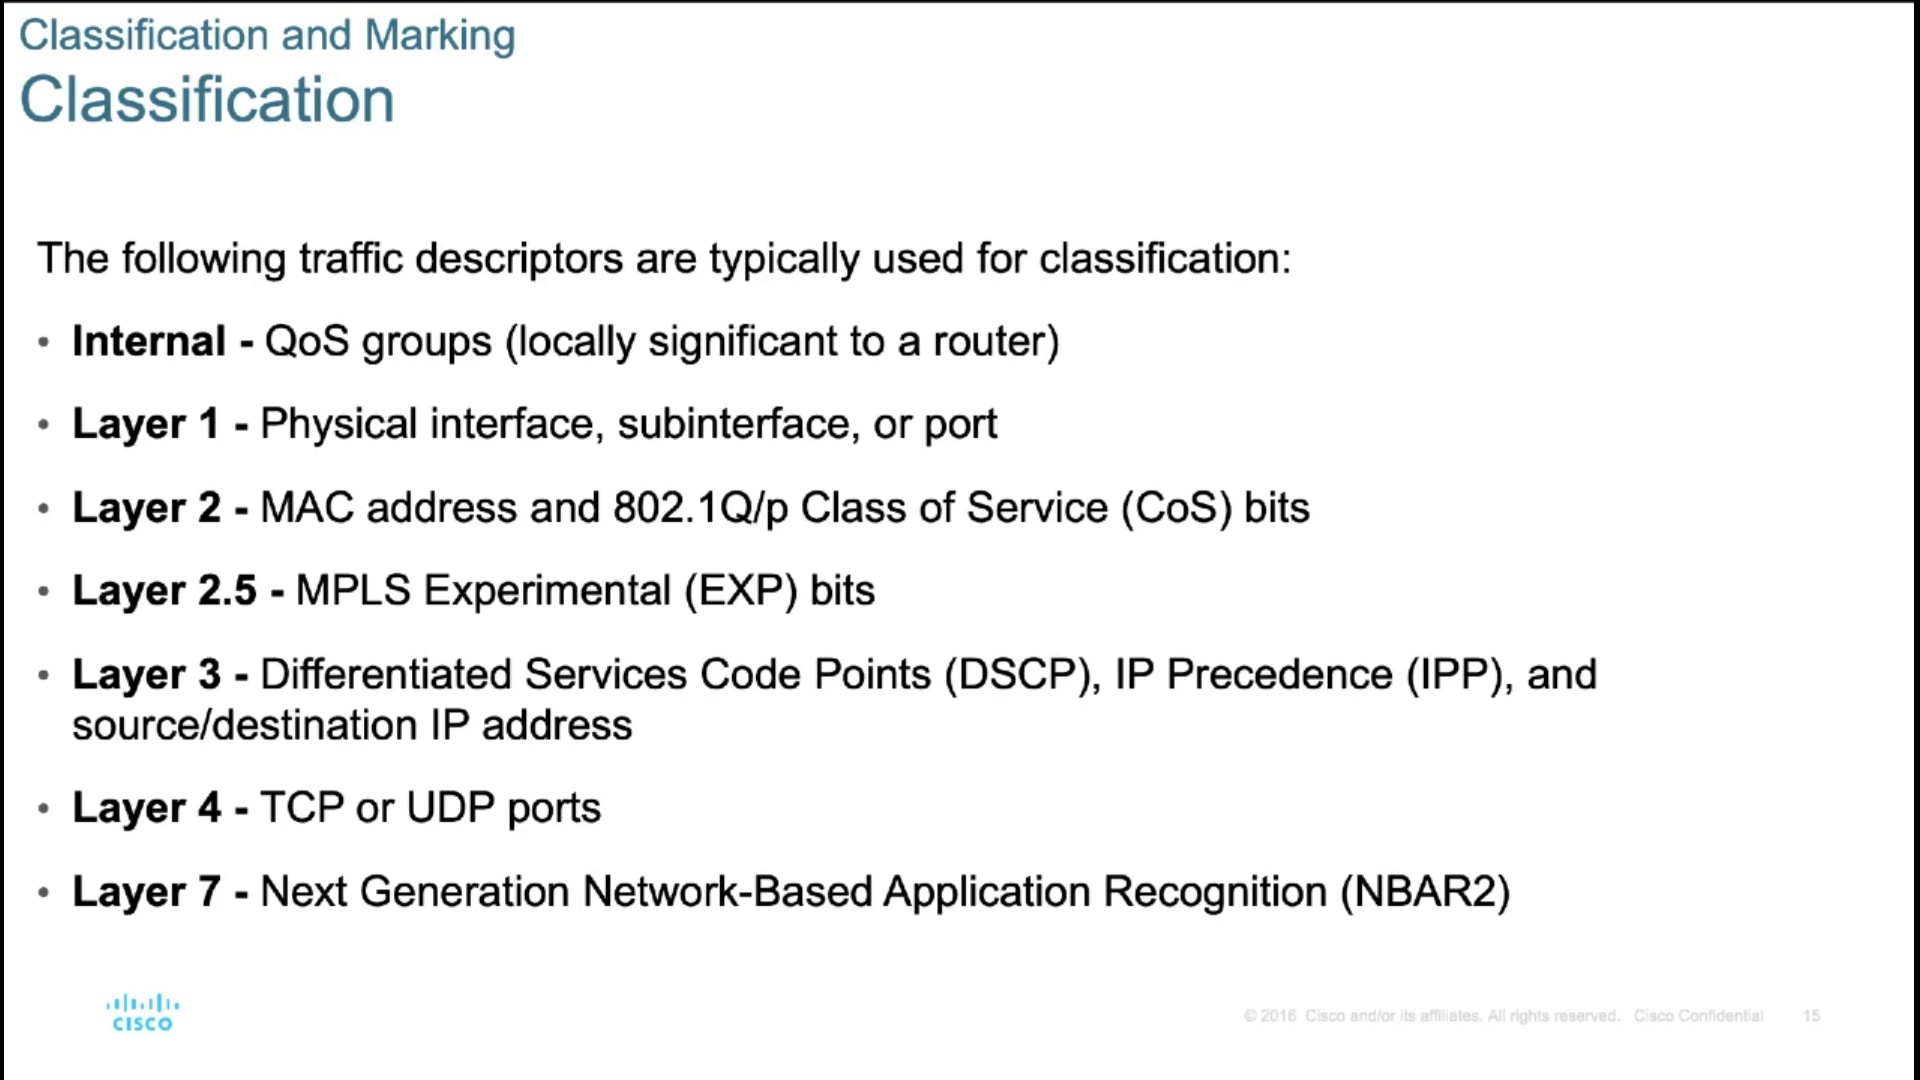 Classification and Marking
Classification
The following traffic descriptors are typically used for classification:
• Internal - QoS groups (locally significant to a router)
• Layer 1 - Physical interface, subinterface, or port
• Layer 2 - MAC address and 802.1Q/p Class of Service (CoS) bits
• Layer 2.5 - MPLS Experimental (EXP) bits
• Layer 3 - Differentiated Services Code Points (DSCP), IP Precedence (IPP), and
source/destination IP address
• Layer 4 - TCP or UDP ports
• Layer 7 - Next Generation Network-Based Application Recognition (NBAR2)
CISCO
© 2016 Cisco and/or its affiliates. All rights reserved. Cisco Confidential 15